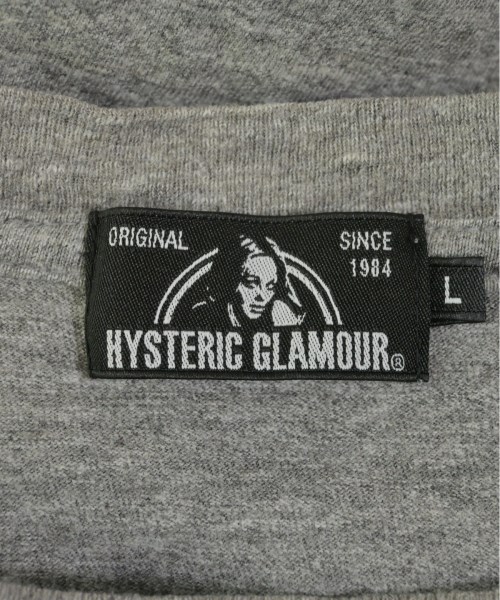 ORIGINAL SINCE
1984
L
HYSTERIC GLAMOUR®